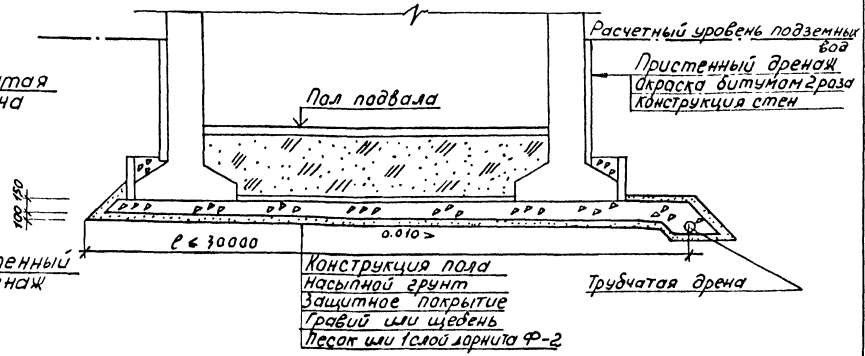 Расчетный уровень подземных
вод
Пристенный дренаж
окраска битумом 2 раза
конструкция стен
Пол подвала
100 150
ℓ ≤ 30000
0.010 >
Конструкция пола
Насыпной грунт
Защитное покрытие
Гравий или щебень
Песок или 1 слой дорнита Ф-2
Трубчатая дрена